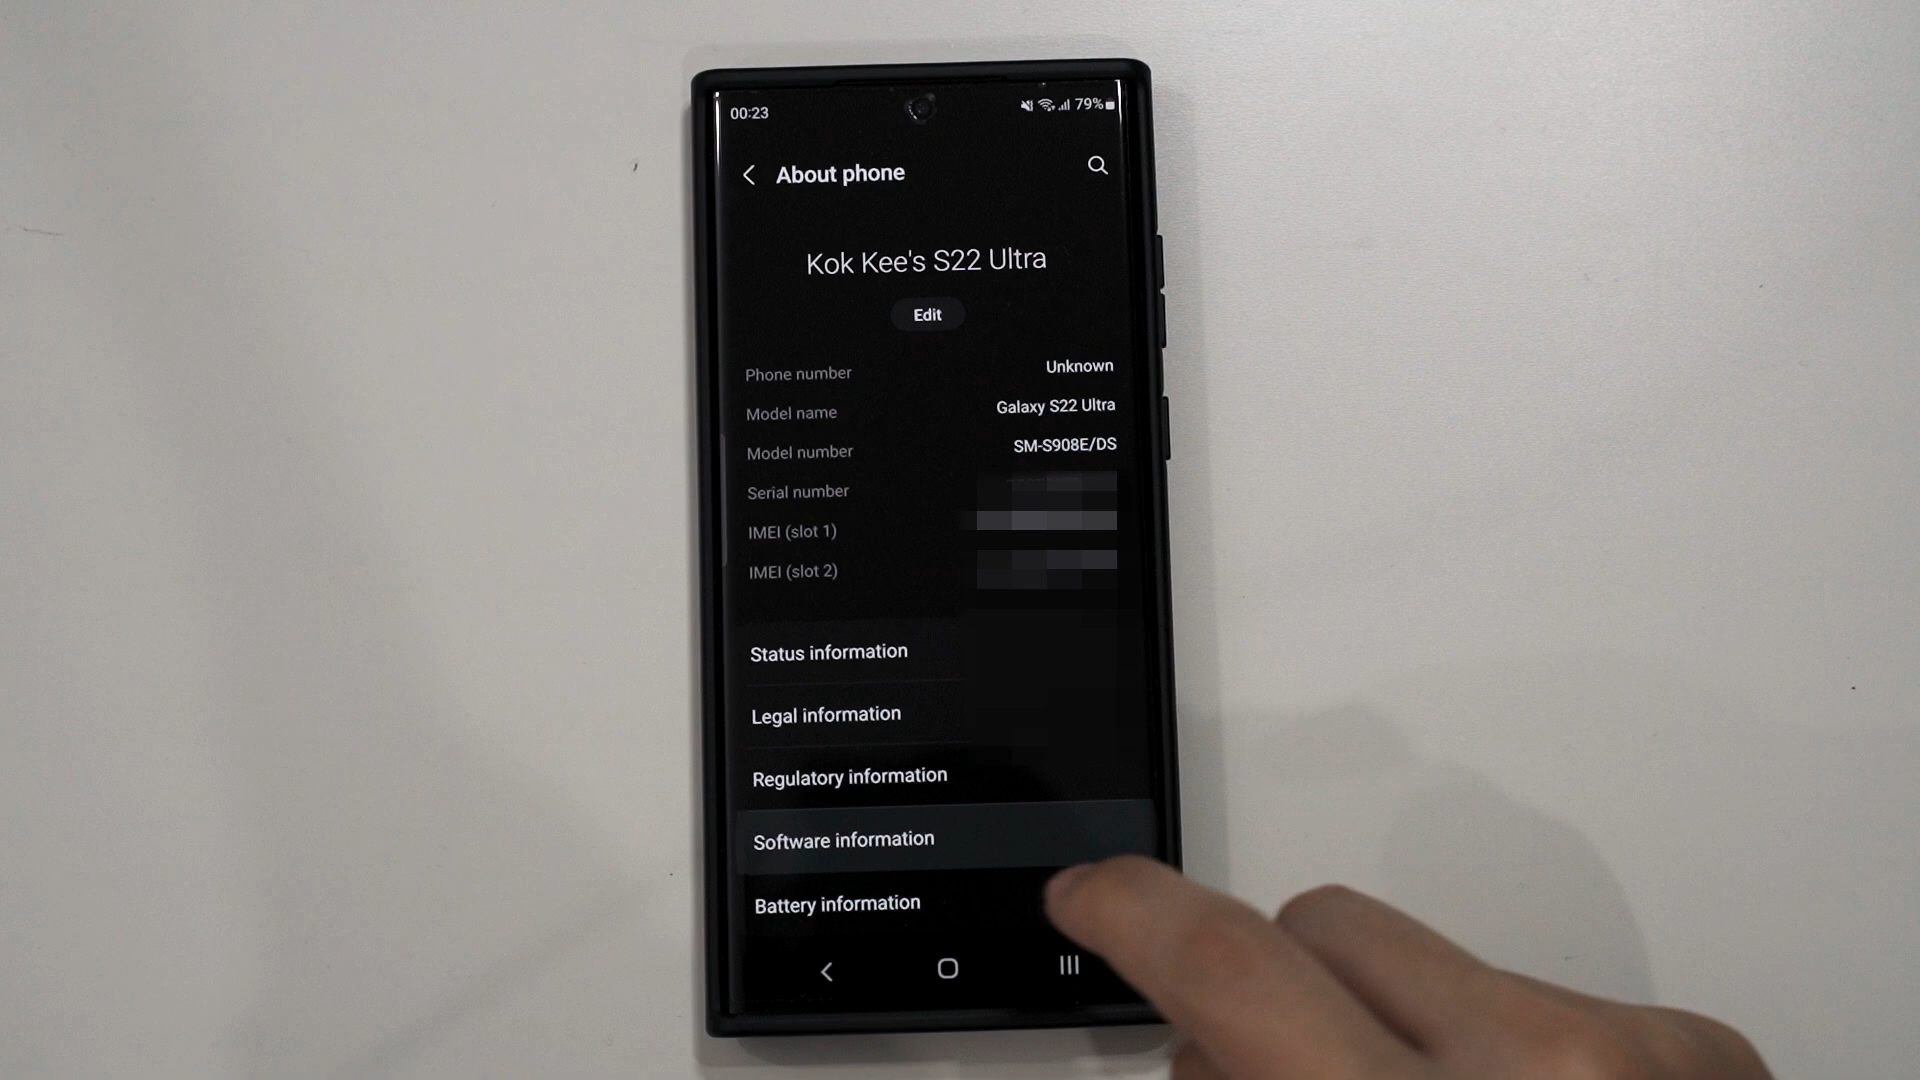 00:23 79%
About phone
Kok Kee's S22 Ultra
Edit
Phone number Unknown
Model name Galaxy S22 Ultra
Model number SM-S908E/DS
Serial number
IMEI (slot 1)
IMEI (slot 2)
Status information
Legal information
Regulatory information
Software information
Battery information